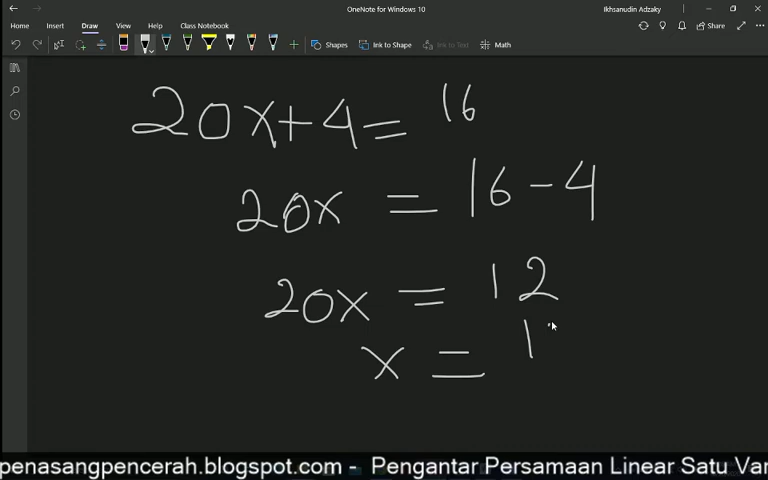 OneNote for Windows 10
Ikhsanudin Adzaky
Home Insert Draw View Help Class Notebook
Share
Shapes Ink to Shape Ink to Text Math
20x+4= 16
20x = 16-4
20x = 12
x = 1
penasangpencerah.blogspot.com - Pengantar Persamaan Linear Satu Var